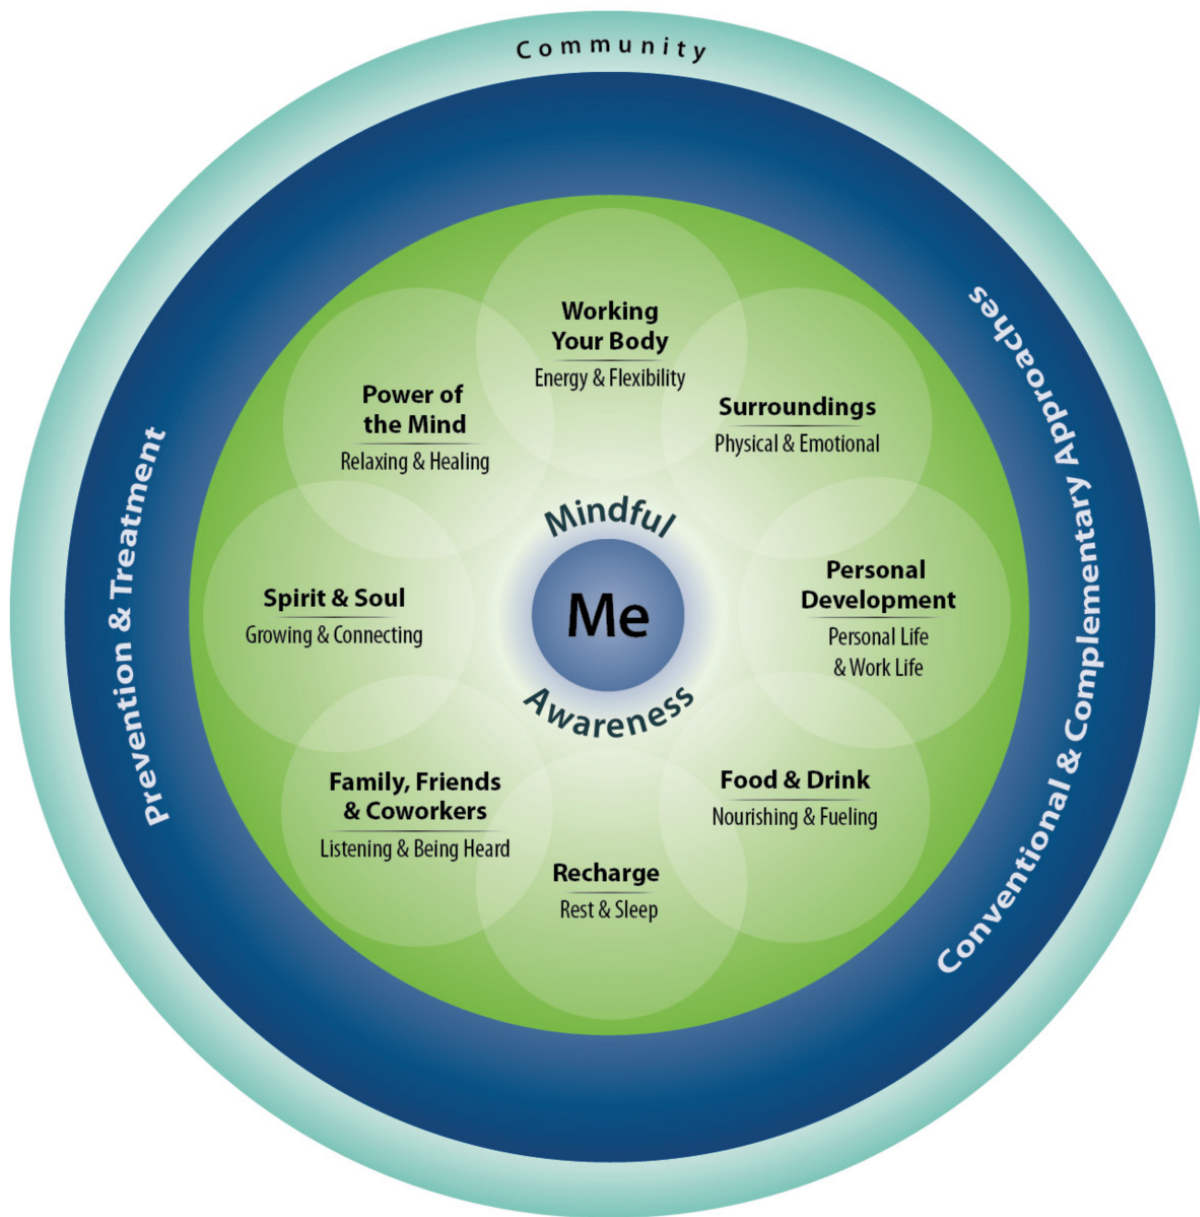 Community
Prevention & Treatment
Conventional & Complementary Approaches
Working
Your Body
Energy & Flexibility
Surroundings
Physical & Emotional
Personal
Development
Personal Life
& Work Life
Food & Drink
Nourishing & Fueling
Recharge
Rest & Sleep
Family, Friends
& Coworkers
Listening & Being Heard
Spirit & Soul
Growing & Connecting
Power of
the Mind
Relaxing & Healing
Mindful
Me
Awareness